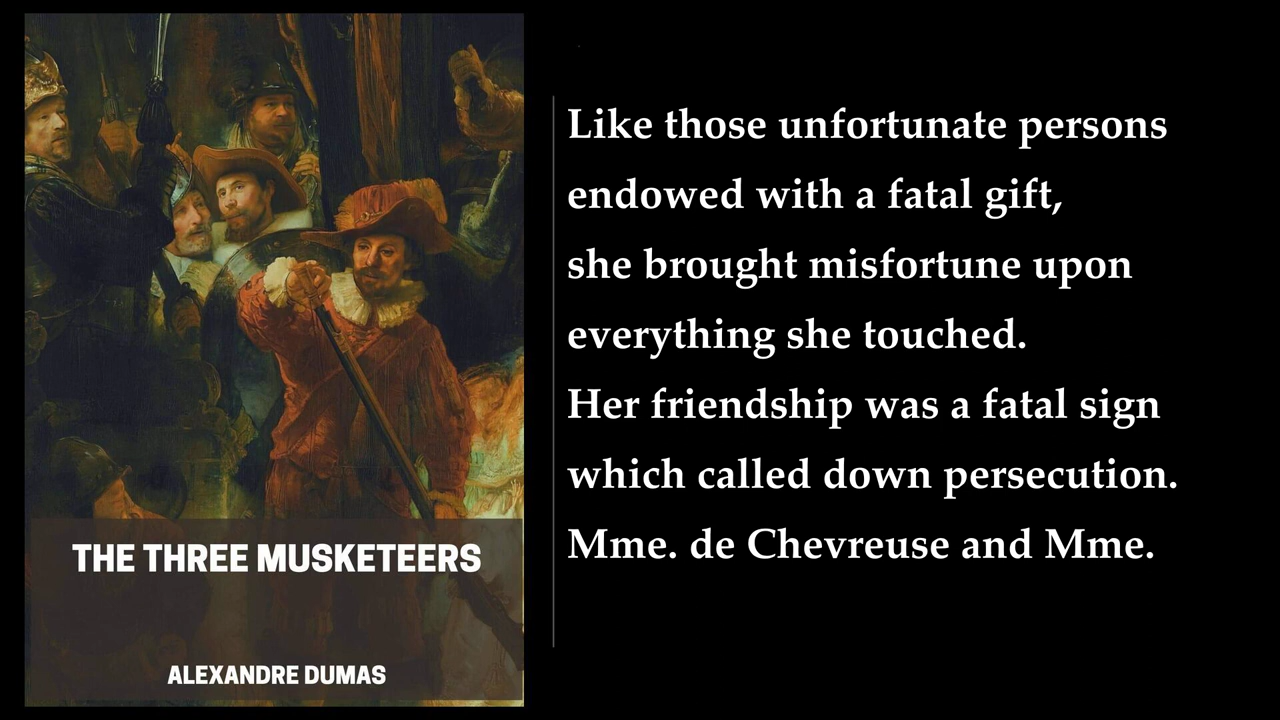 THE THREE MUSKETEERS
ALEXANDRE DUMAS
Like those unfortunate persons
endowed with a fatal gift,
she brought misfortune upon
everything she touched.
Her friendship was a fatal sign
which called down persecution.
Mme. de Chevreuse and Mme.